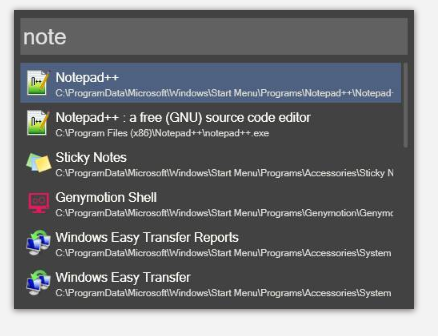 note
Notepad++
C:\ProgramData\Microsoft\Windows\Start Menu\Programs\Notepad++\Notepad-
Notepad++ : a free (GNU) source code editor
C:\Program Files (x86)\Notepad++\notepad++.exe
Sticky Notes
C:\ProgramData\Microsoft\Windows\Start Menu\Programs\Accessories\Sticky N
Genymotion Shell
C:\ProgramData\Microsoft\Windows\Start Menu\Programs\Genymotion\Genymo
Windows Easy Transfer Reports
C:\ProgramData\Microsoft\Windows\Start Menu\Programs\Accessories\System
Windows Easy Transfer
C:\ProgramData\Microsoft\Windows\Start Menu\Programs\Accessories\System